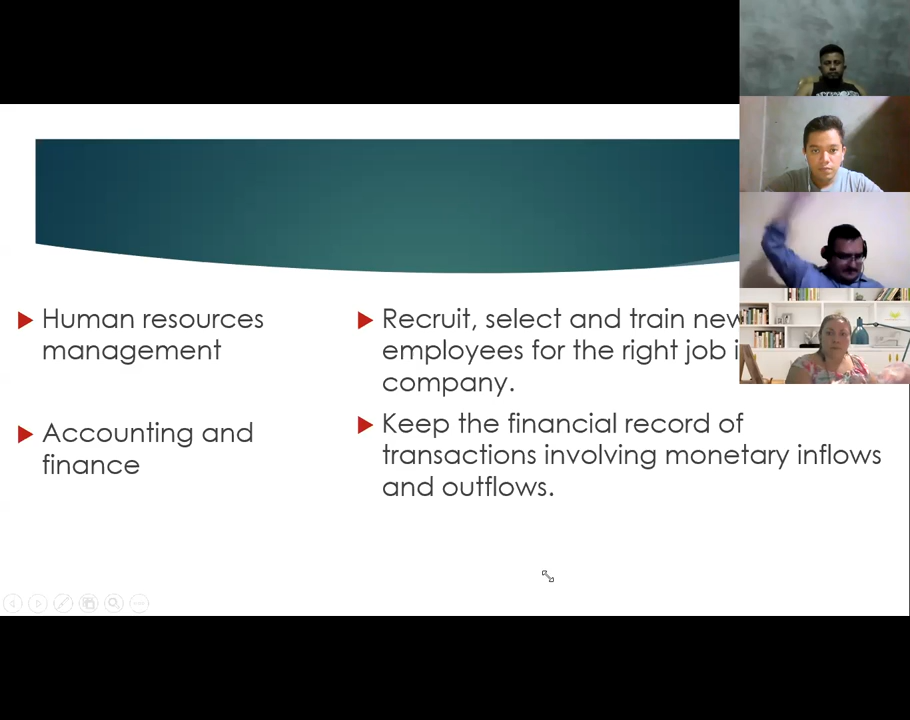 Human resources
management
Recruit, select and train new
employees for the right job
company.
Accounting and
finance
Keep the financial record of
transactions involving monetary inflows
and outflows.